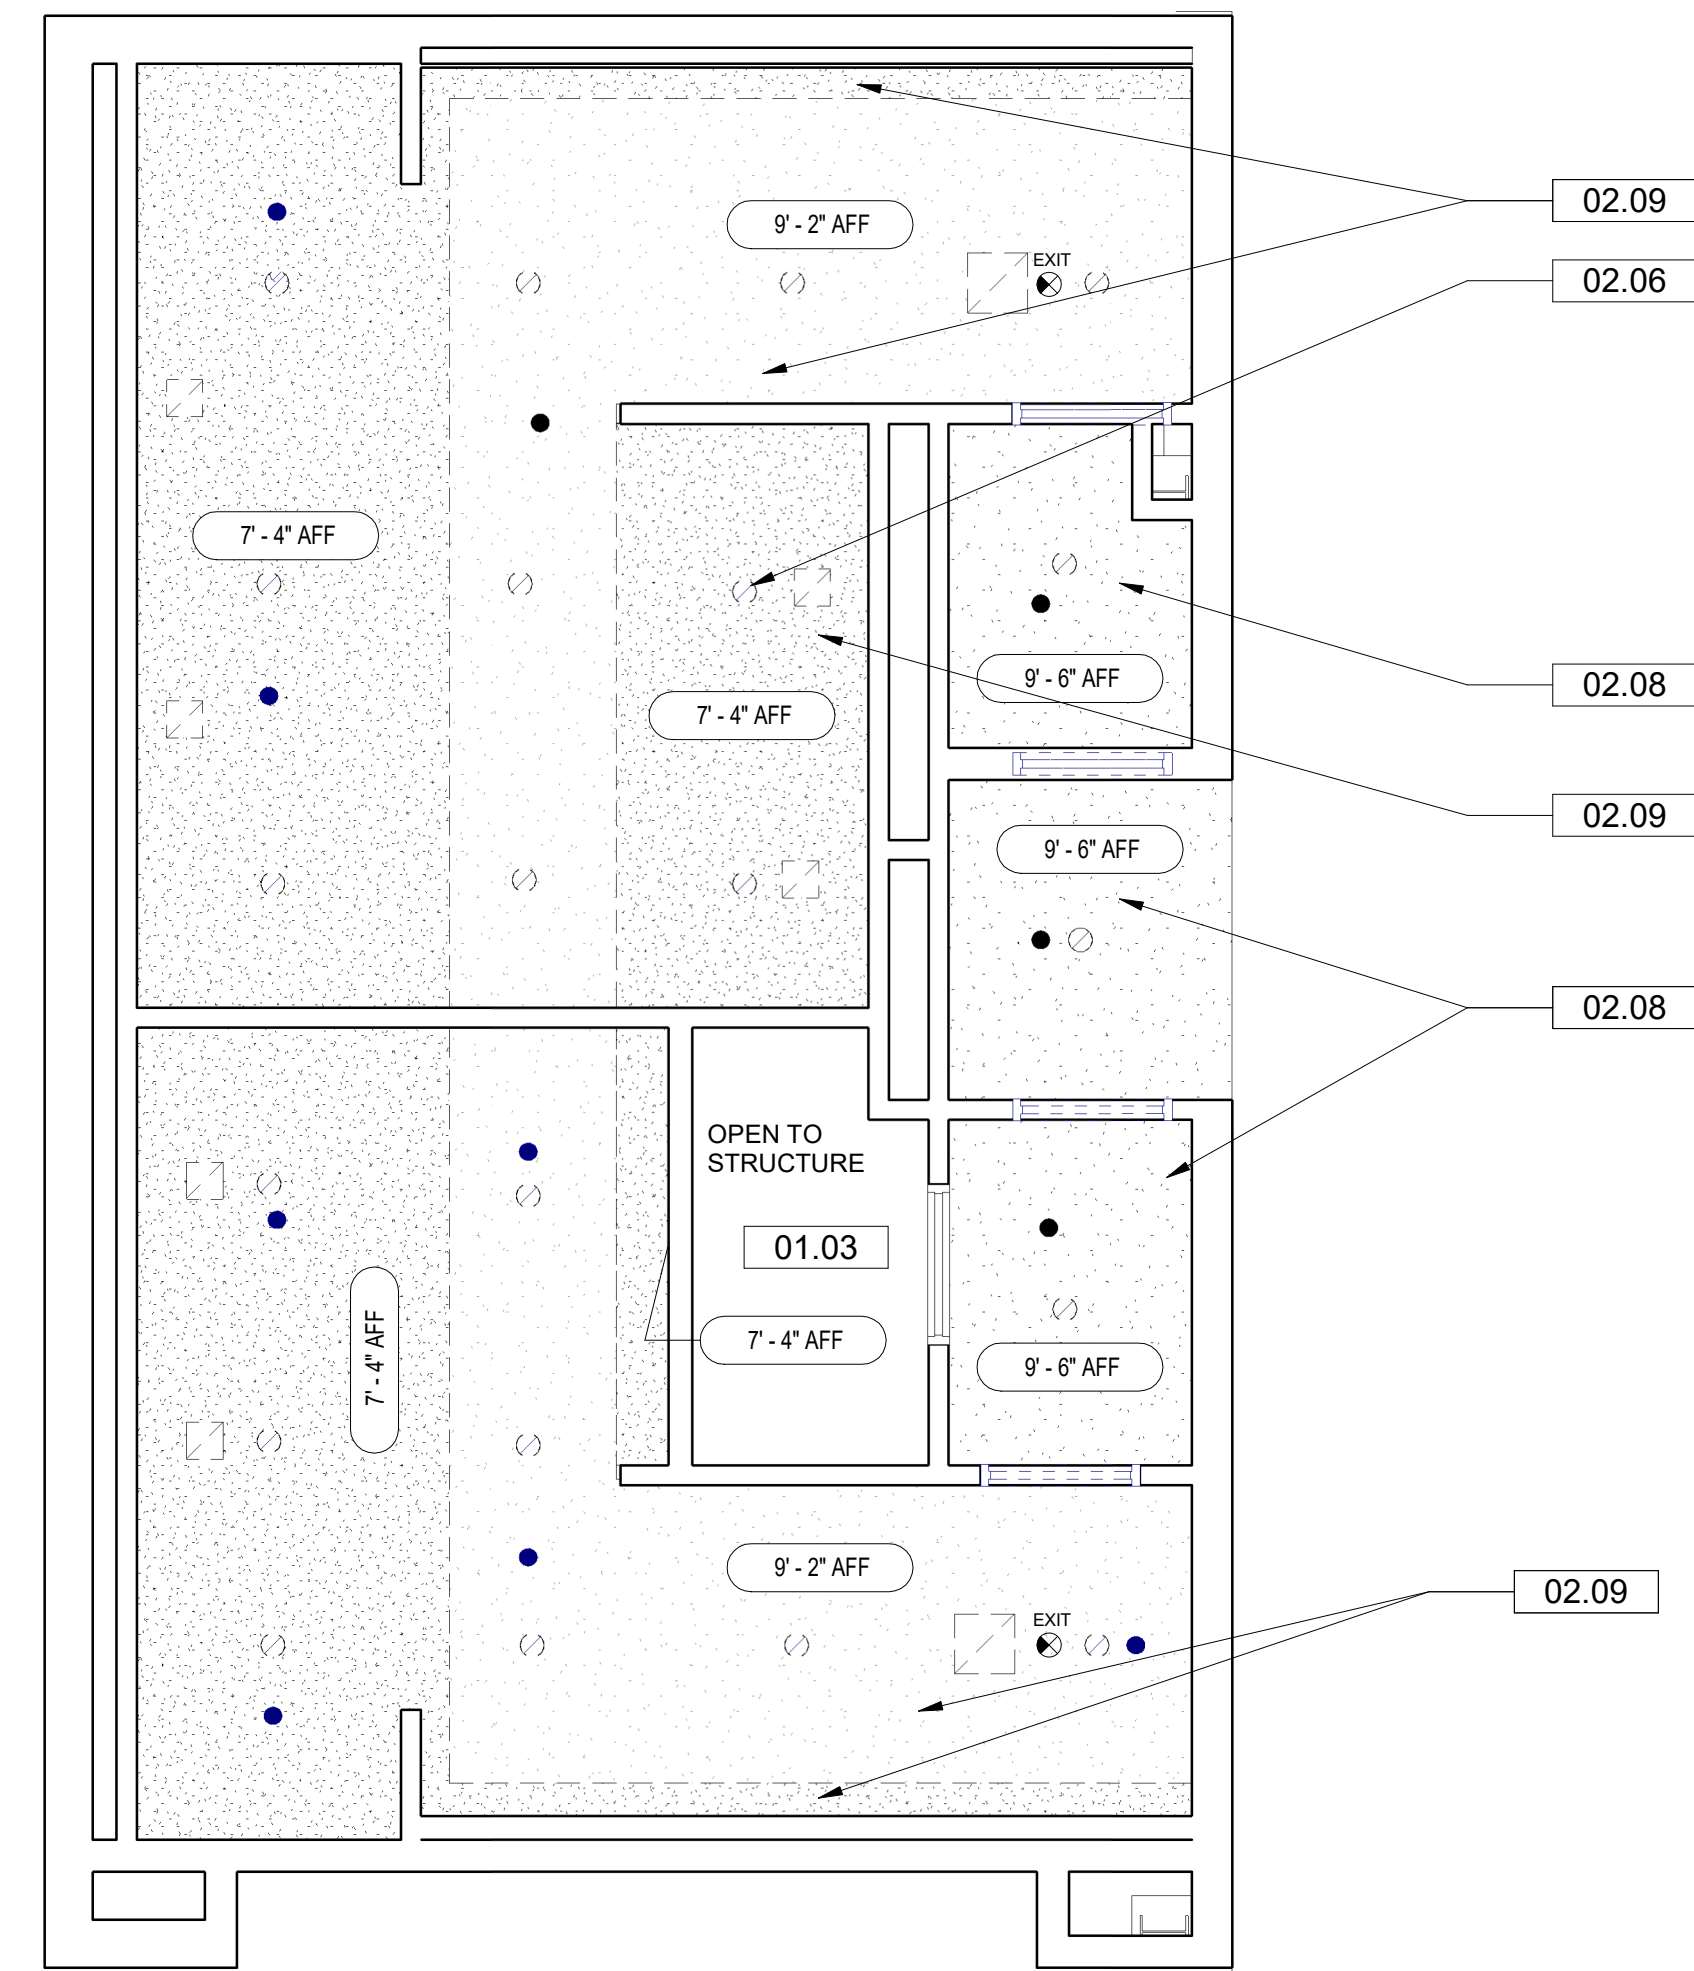 02.09
9' - 2" AFF
EXIT
02.06
7' - 4" AFF
9' - 6" AFF
02.08
7' - 4" AFF
02.09
9' - 6" AFF
02.08
OPEN TO
STRUCTURE
01.03
7' - 4" AFF
7' - 4" AFF
9' - 6" AFF
9' - 2" AFF
02.09
EXIT